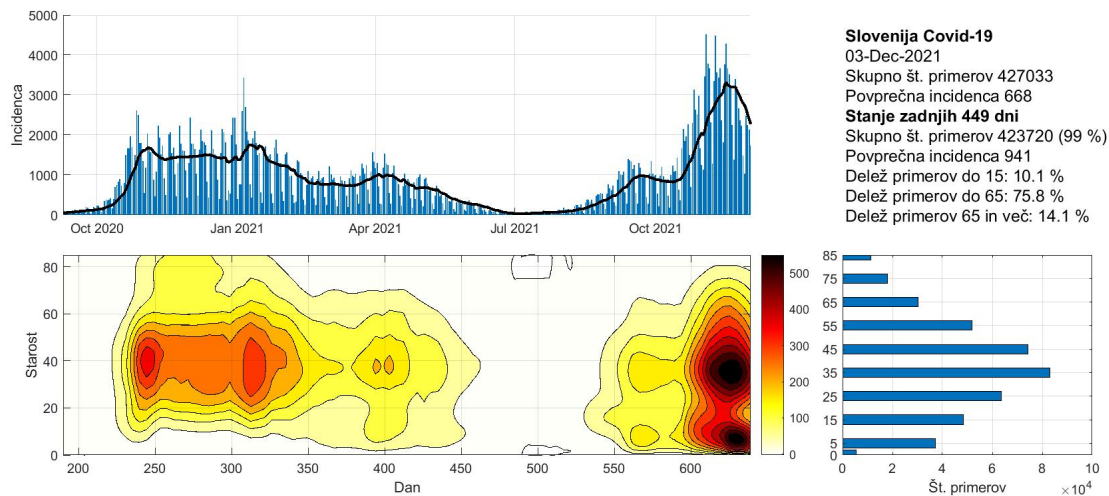 5000
4000
3000
2000
1000
0
Incidenca
Oct 2020
Jan 2021
Apr 2021
Jul 2021
Oct 2021
Slovenija Covid-19
03-Dec-2021
Skupno št. primerov 427033
Povprečna incidenca 668
Stanje zadnjih 449 dni
Skupno št. primerov 423720 (99 %)
Povprečna incidenca 941
Delež primerov do 15: 10.1 %
Delež primerov do 65: 75.8 %
Delež primerov 65 in več: 14.1 %
80
60
40
20
0
Starost
200
250
300
350
400
450
500
550
600
Dan
500
400
300
200
100
0
85
75
65
55
45
35
25
15
5
0
0
2
4
6
8
10
Št. primerov
×10⁴